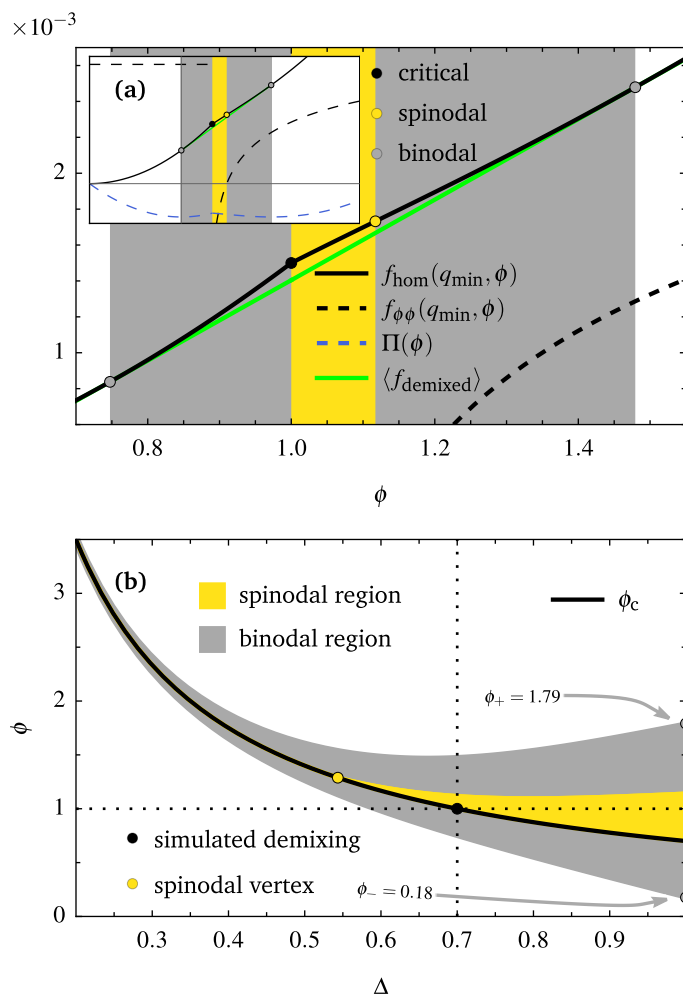 ×10⁻³
(a)
critical
spinodal
binodal
2
1
f_hom(q_min, ϕ)
f_ϕϕ(q_min, ϕ)
Π(ϕ)
⟨f_demixed⟩
0.8 1.0 1.2 1.4
ϕ
(b)
spinodal region
binodal region
ϕ_c
3
2
1
0
ϕ
ϕ₊ = 1.79
simulated demixing
spinodal vertex
ϕ₋ = 0.18
0.3 0.4 0.5 0.6 0.7 0.8 0.9
Δ